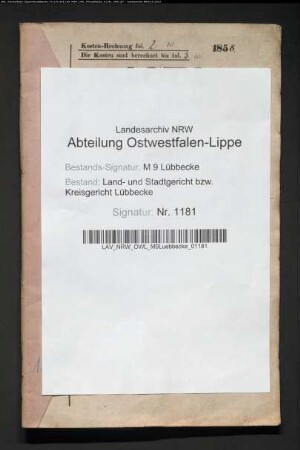 Kosten-Rechnung fol. 2
1858.
Die Kosten sind berechnet bis fol. 3
Landesarchiv NRW
Abteilung Ostwestfalen-Lippe
Bestands-Signatur: M 9 Lübbecke
Bestand: Land- und Stadtgericht bzw.
Kreisgericht Lübbecke
Signatur: Nr. 1181
LAV_NRW_OWL_M9Luebbecke_01181